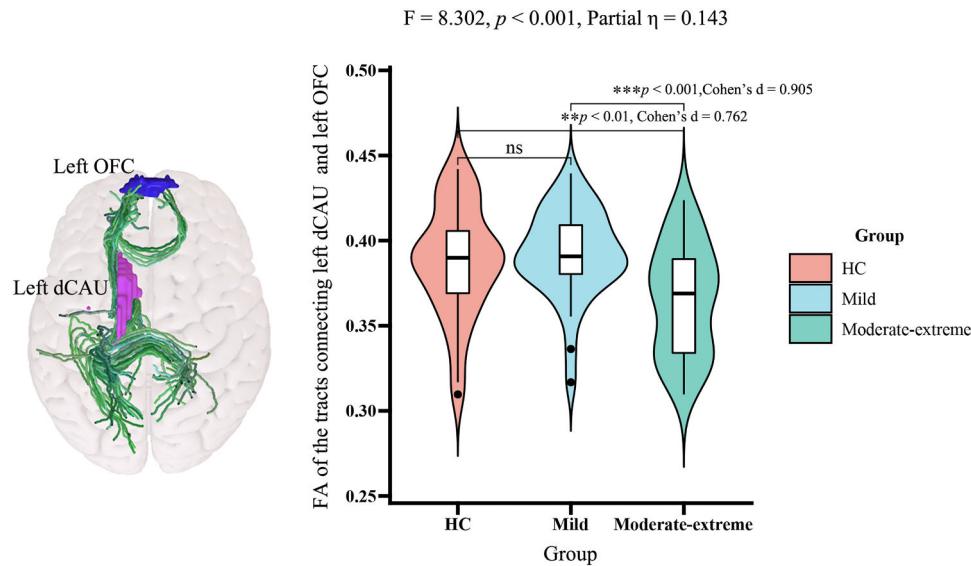 F = 8.302, p < 0.001, Partial η = 0.143
Left OFC
Left dCAU
FA of the tracts connecting left dCAU and left OFC
0.50
0.45
0.40
0.35
0.30
0.25
***p < 0.001,Cohen's d = 0.905
**p < 0.01, Cohen's d = 0.762
ns
HC
Mild
Moderate-extreme
Group
Group
HC
Mild
Moderate-extreme